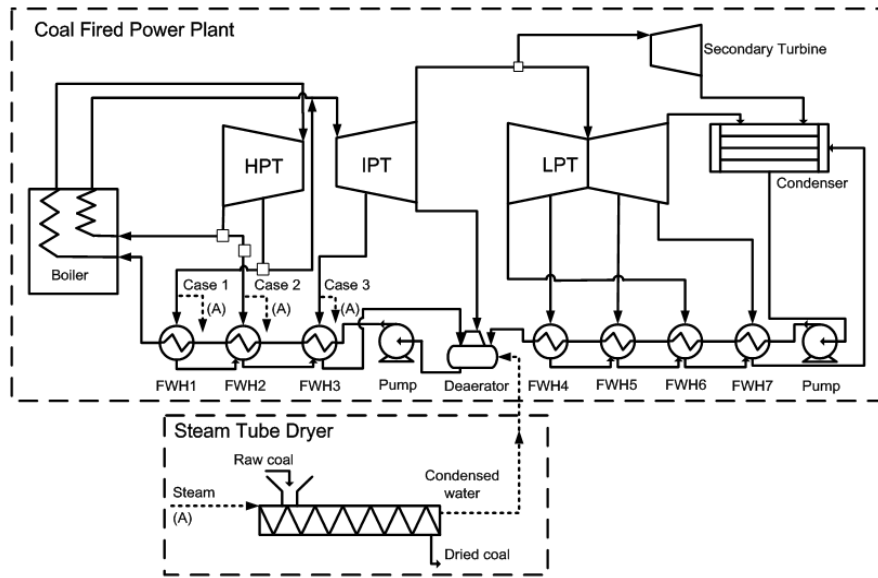 Coal Fired Power Plant
Secondary Turbine
HPT
IPT
LPT
Condenser
Boiler
Case 1
Case 2
Case 3
(A)
(A)
(A)
FWH1
FWH2
FWH3
Pump
Deaerator
FWH4
FWH5
FWH6
FWH7
Pump
Steam Tube Dryer
Raw coal
Steam
(A)
Condensed
water
Dried coal